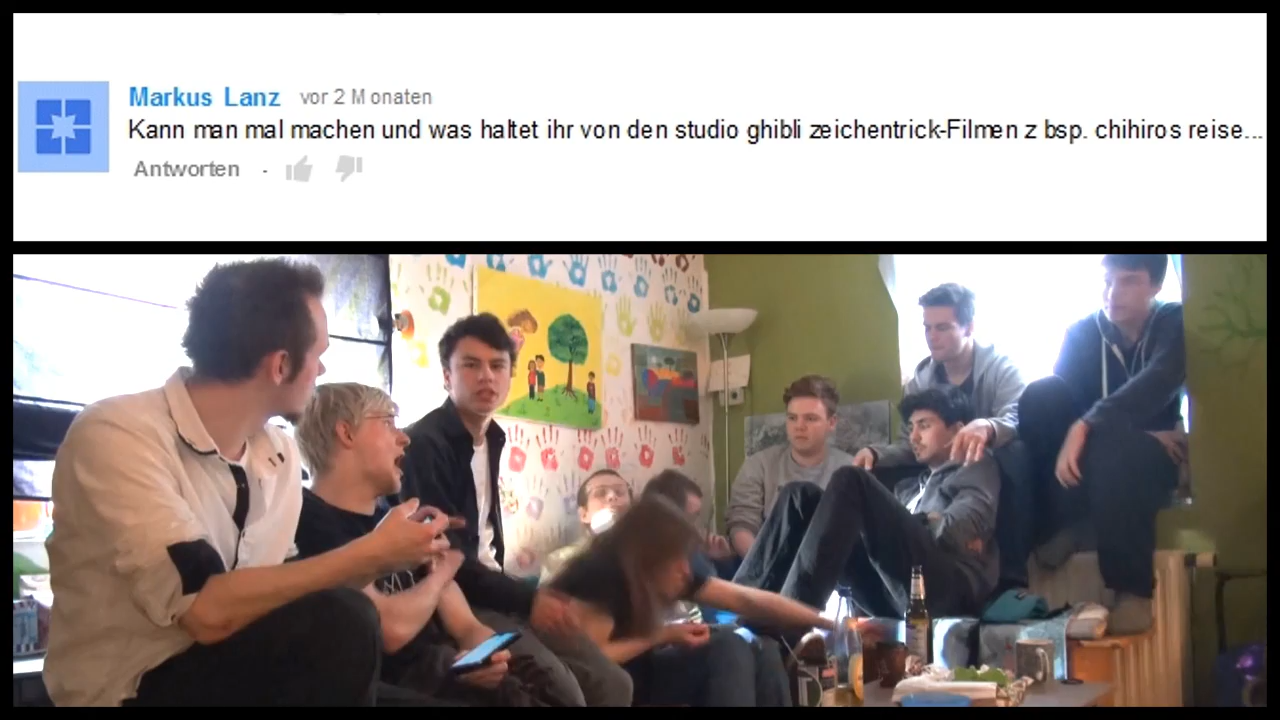 Markus Lanz vor 2 Monaten
Kann man mal machen und was haltet ihr von den studio ghibli zeichentrick-Filmen z bsp. chihiros reise...
Antworten